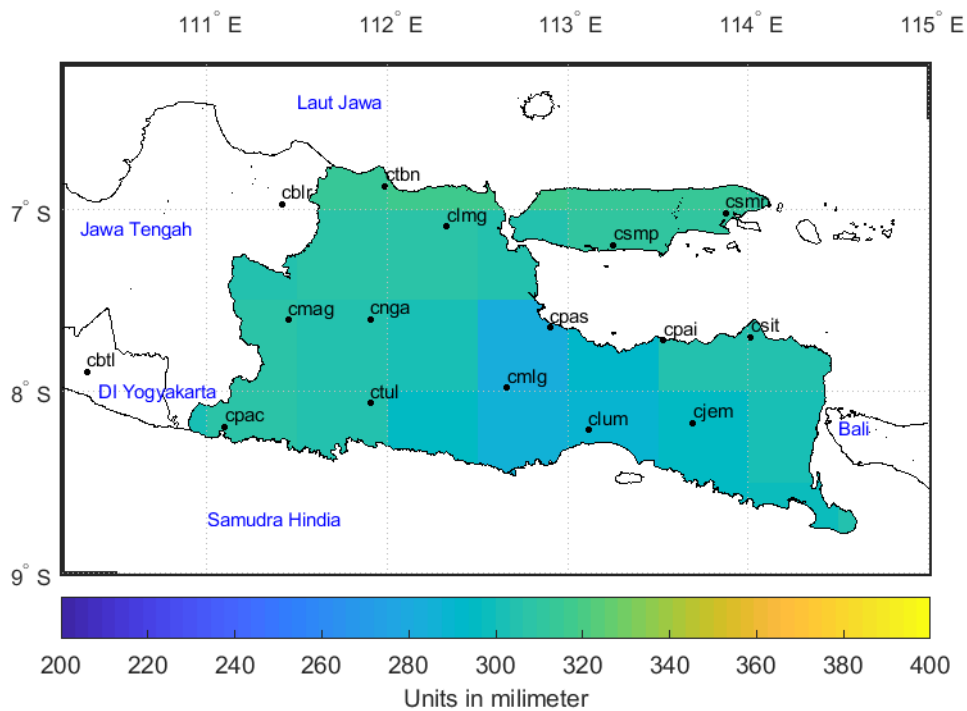 111° E 112° E 113° E 114° E 115° E
Laut Jawa
ctbn
cblr
csmn
7° S
clmg
Jawa Tengah
csmp
cmag
cnga
cpas
csit
cpai
cbtl
cmlg
8° S
DI Yogyakarta
ctul
cpac
clum
cjem
Bali
Samudra Hindia
9° S
200 220 240 260 280 300 320 340 360 380 400
Units in milimeter